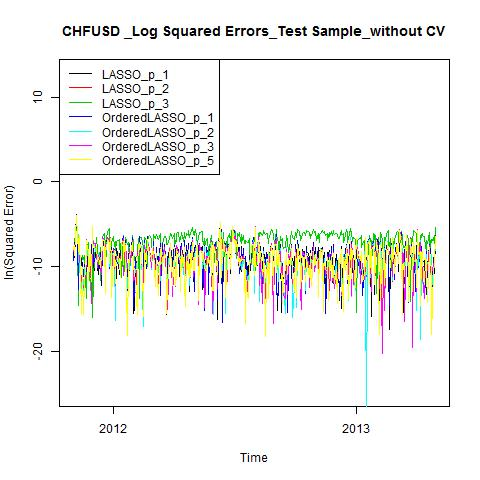 CHFUSD _Log Squared Errors_Test Sample_without CV
LASSO_p_1
LASSO_p_2
LASSO_p_3
OrderedLASSO_p_1
OrderedLASSO_p_2
OrderedLASSO_p_3
OrderedLASSO_p_5
ln(Squared Error)
10
0
-10
-20
2012 2013
Time